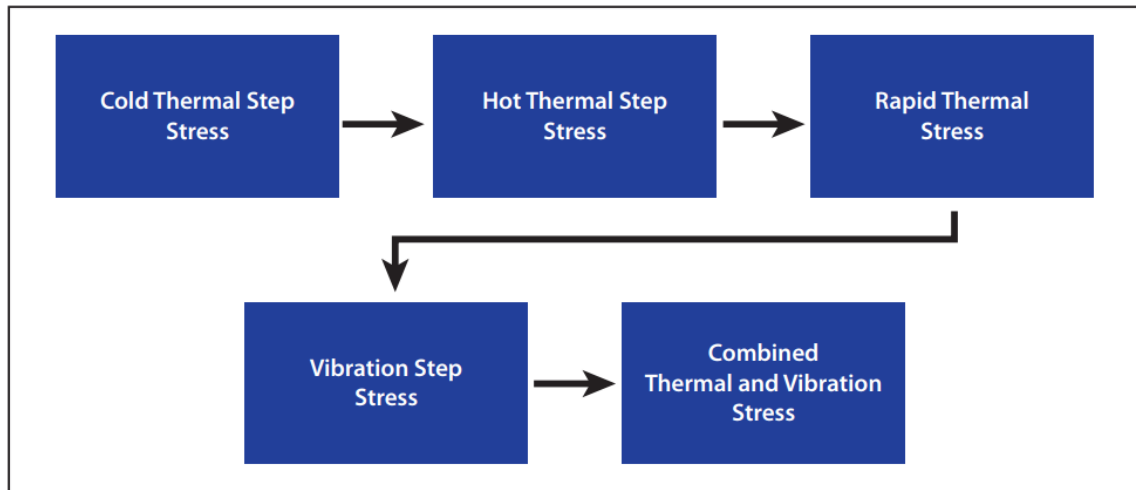 Cold Thermal Step
Stress
Hot Thermal Step
Stress
Rapid Thermal
Stress
Vibration Step
Stress
Combined
Thermal and Vibration
Stress